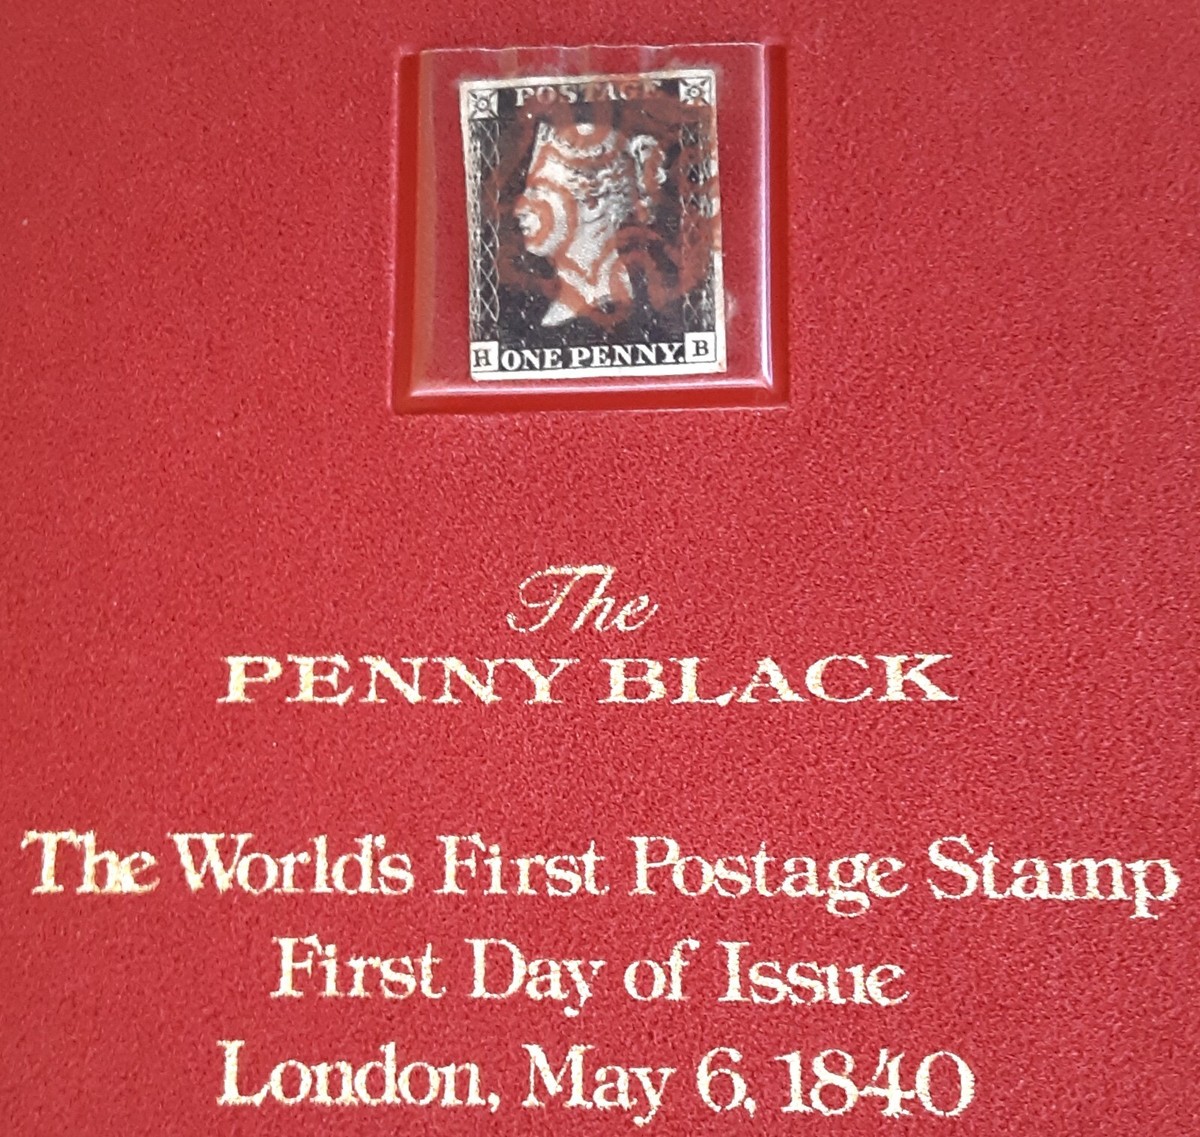 POSTAGE
H ONE PENNY. B
The
PENNY BLACK
The World's First Postage Stamp
First Day of Issue
London, May 6, 1840